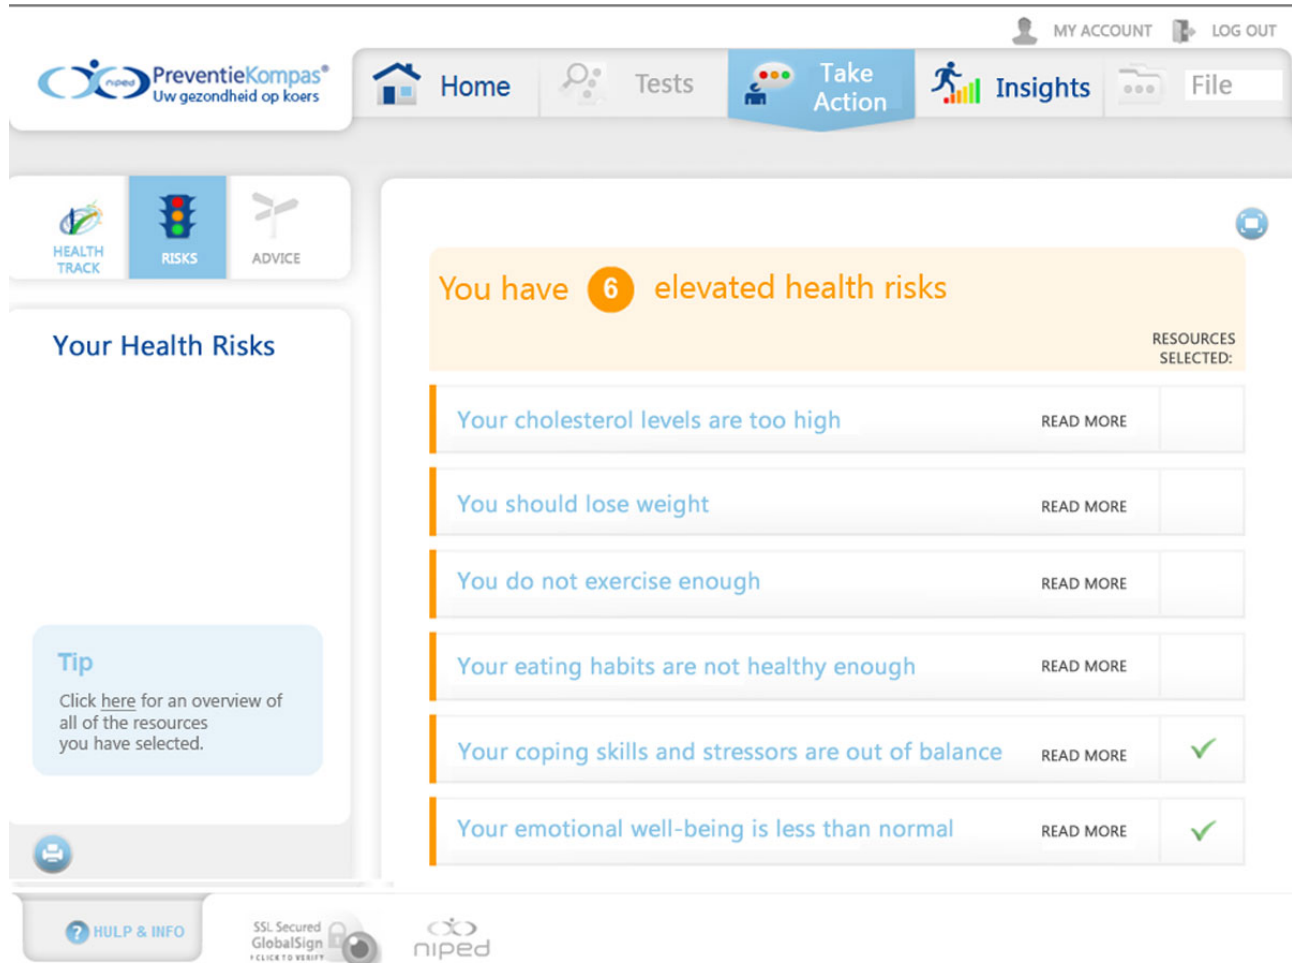 MY ACCOUNT
LOG OUT
niped
PreventieKompas®
Uw gezondheid op koers
Home
Tests
Take
Action
Insights
File
HEALTH
TRACK
RISKS
ADVICE
Your Health Risks
You have 6 elevated health risks
RESOURCES
SELECTED:
Your cholesterol levels are too high READ MORE
You should lose weight READ MORE
You do not exercise enough READ MORE
Your eating habits are not healthy enough READ MORE
Your coping skills and stressors are out of balance READ MORE
Your emotional well-being is less than normal READ MORE
Tip
Click here for an overview of
all of the resources
you have selected.
? HULP & INFO
SSL Secured
GlobalSign
CLICK TO VERIFY
niped